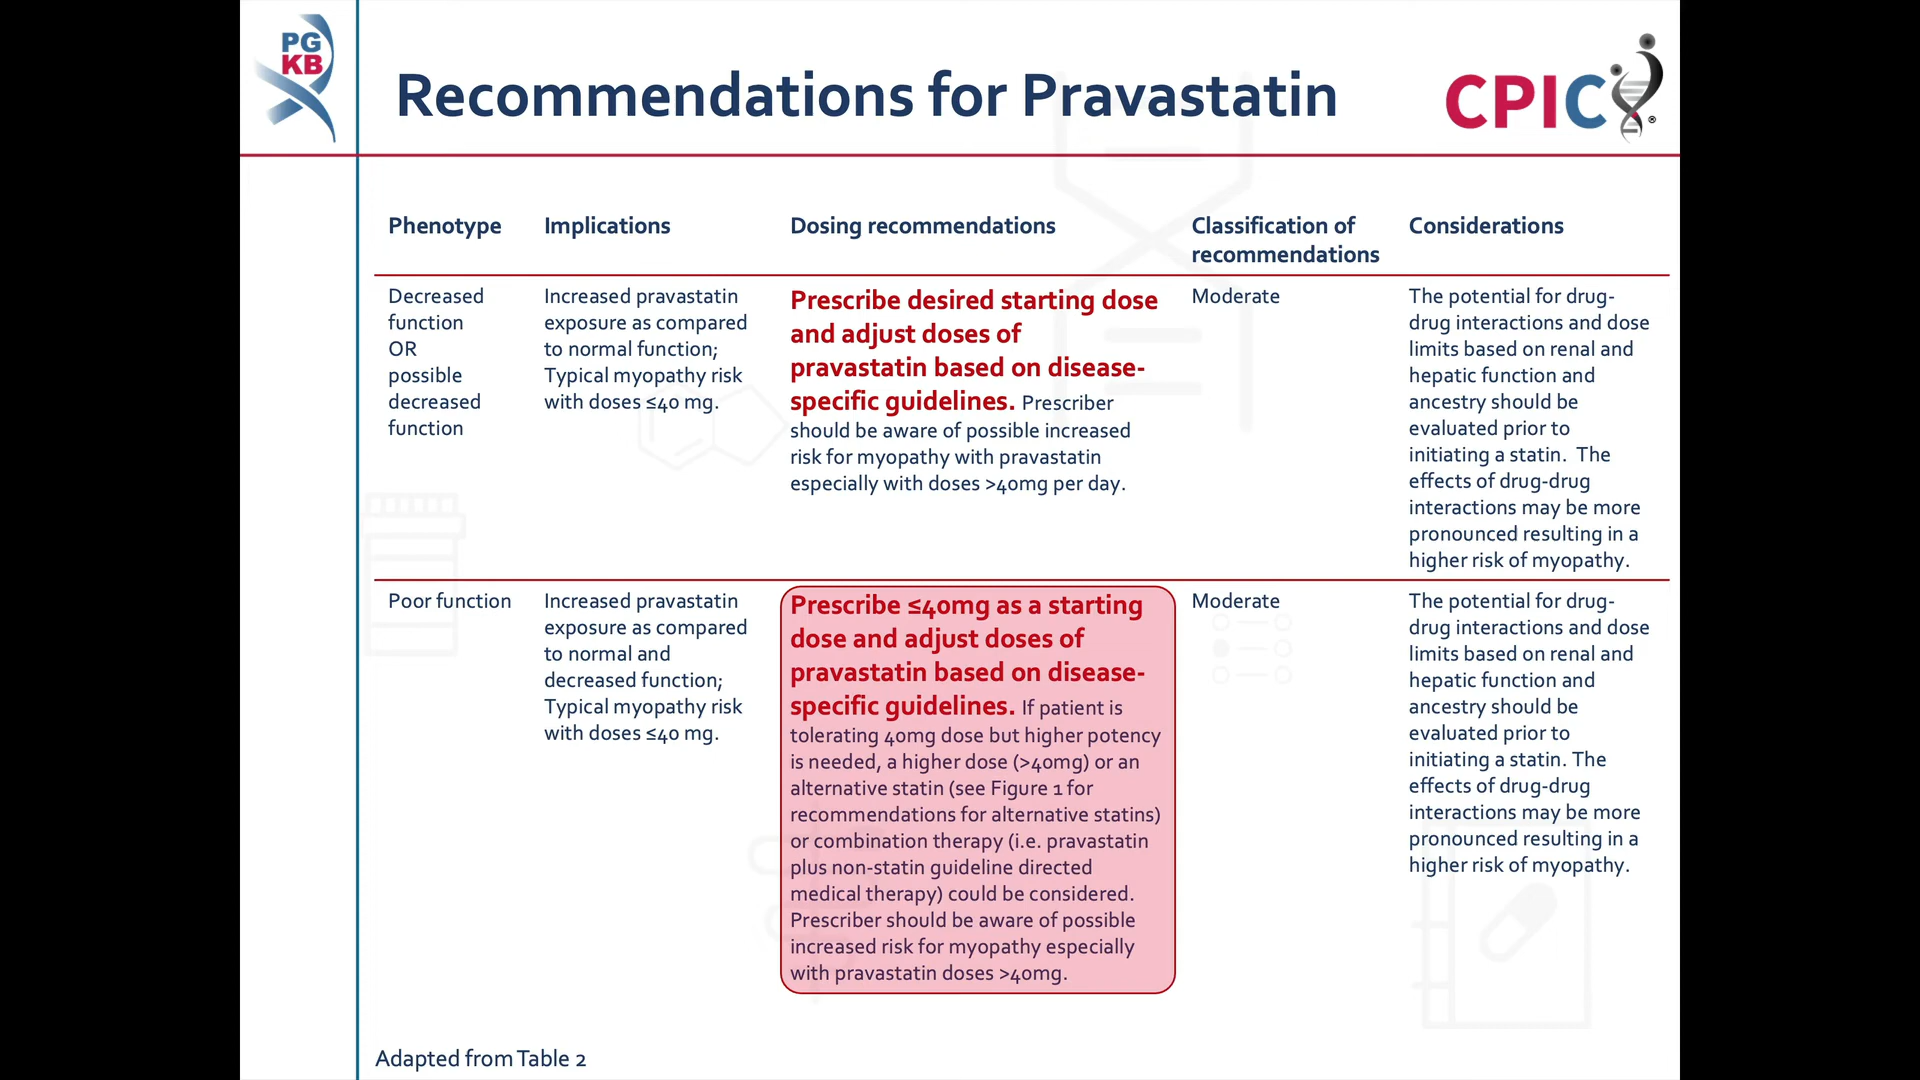 PG
KB
Recommendations for Pravastatin
CPIC®
Phenotype
Implications
Dosing recommendations
Classification of
recommendations
Considerations
Decreased
function
OR
possible
decreased
function
Increased pravastatin
exposure as compared
to normal function;
Typical myopathy risk
with doses ≤40 mg.
Prescribe desired starting dose
and adjust doses of
pravastatin based on disease-
specific guidelines. Prescriber
should be aware of possible increased
risk for myopathy with pravastatin
especially with doses >40mg per day.
Moderate
The potential for drug-
drug interactions and dose
limits based on renal and
hepatic function and
ancestry should be
evaluated prior to
initiating a statin. The
effects of drug-drug
interactions may be more
pronounced resulting in a
higher risk of myopathy.
Poor function
Increased pravastatin
exposure as compared
to normal and
decreased function;
Typical myopathy risk
with doses ≤40 mg.
Prescribe ≤40mg as a starting
dose and adjust doses of
pravastatin based on disease-
specific guidelines. If patient is
tolerating 40mg dose but higher potency
is needed, a higher dose (>40mg) or an
alternative statin (see Figure 1 for
recommendations for alternative statins)
or combination therapy (i.e. pravastatin
plus non-statin guideline directed
medical therapy) could be considered.
Prescriber should be aware of possible
increased risk for myopathy especially
with pravastatin doses >40mg.
Moderate
The potential for drug-
drug interactions and dose
limits based on renal and
hepatic function and
ancestry should be
evaluated prior to
initiating a statin. The
effects of drug-drug
interactions may be more
pronounced resulting in a
higher risk of myopathy.
Adapted from Table 2